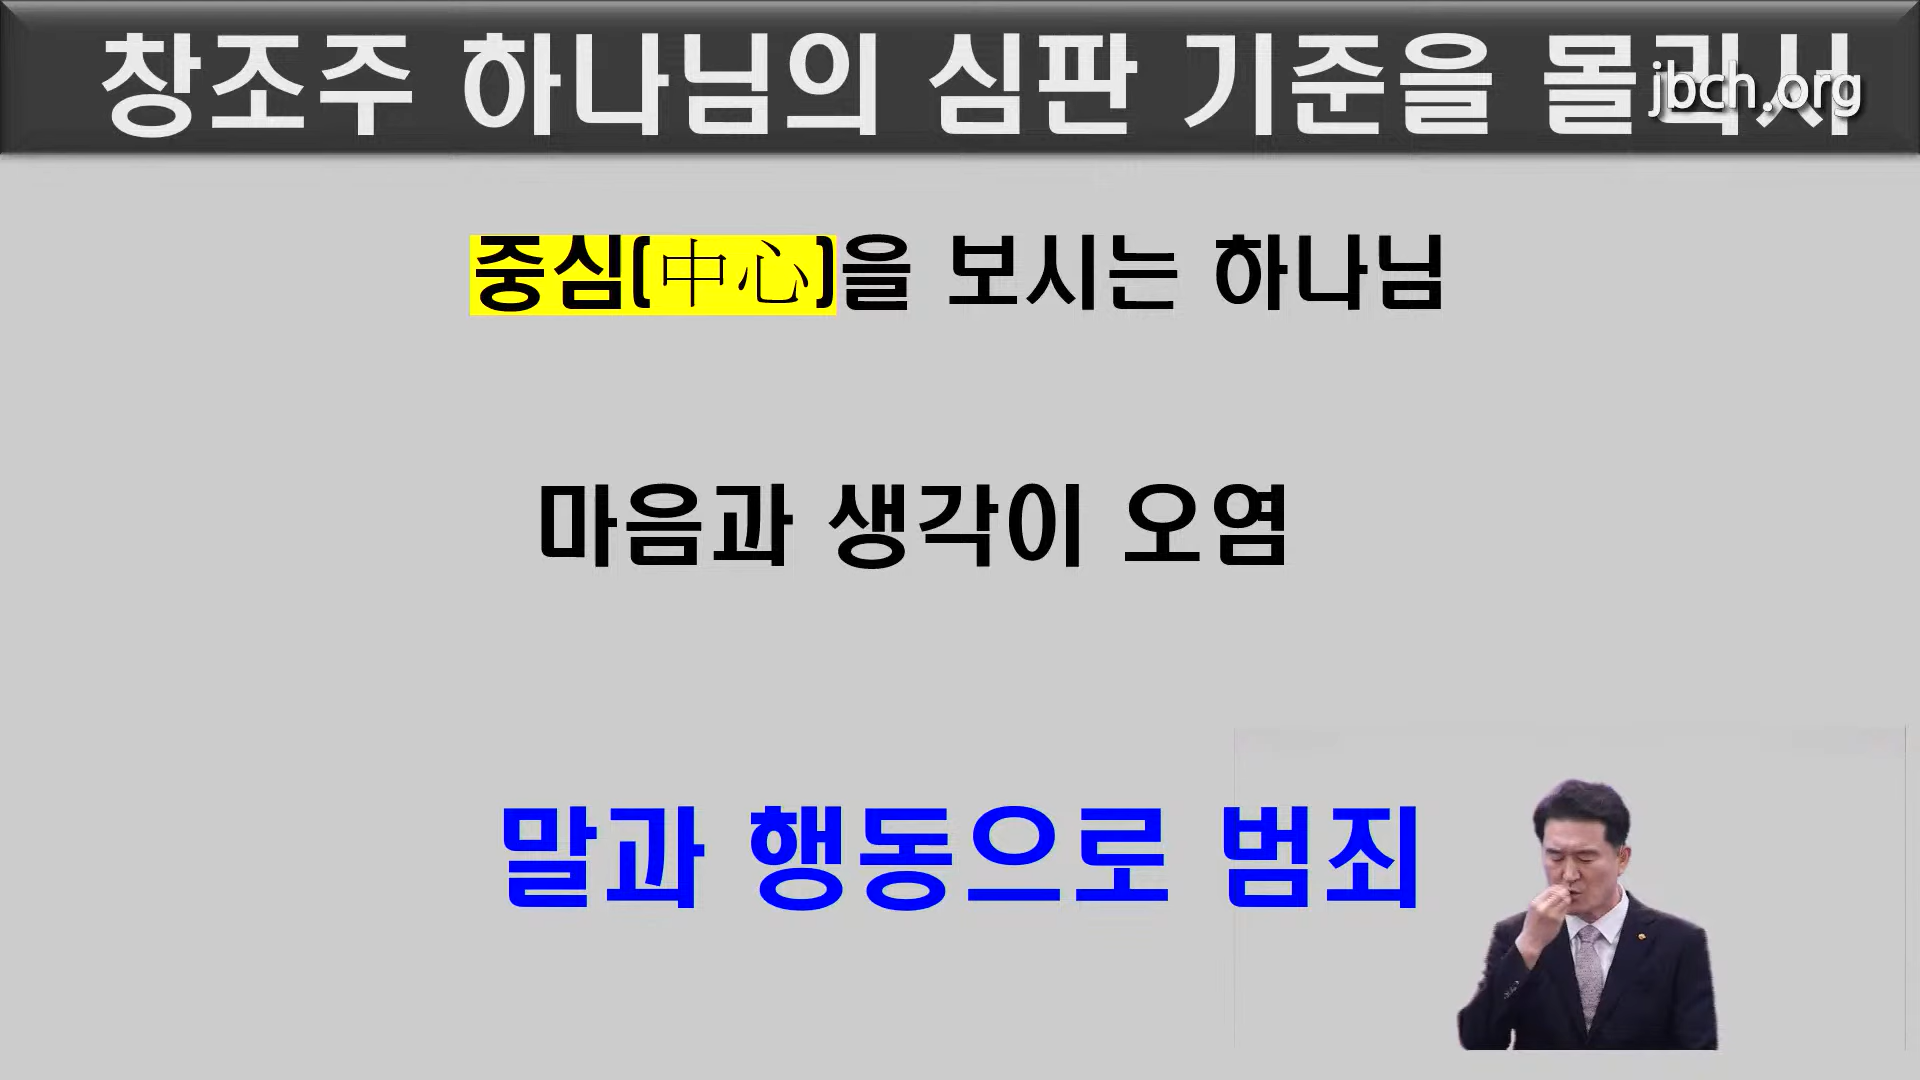 창조주 하나님의 심판 기준을 몰라서
jbch.org
중심(中心)을 보시는 하나님
마음과 생각이 오염
말과 행동으로 범죄